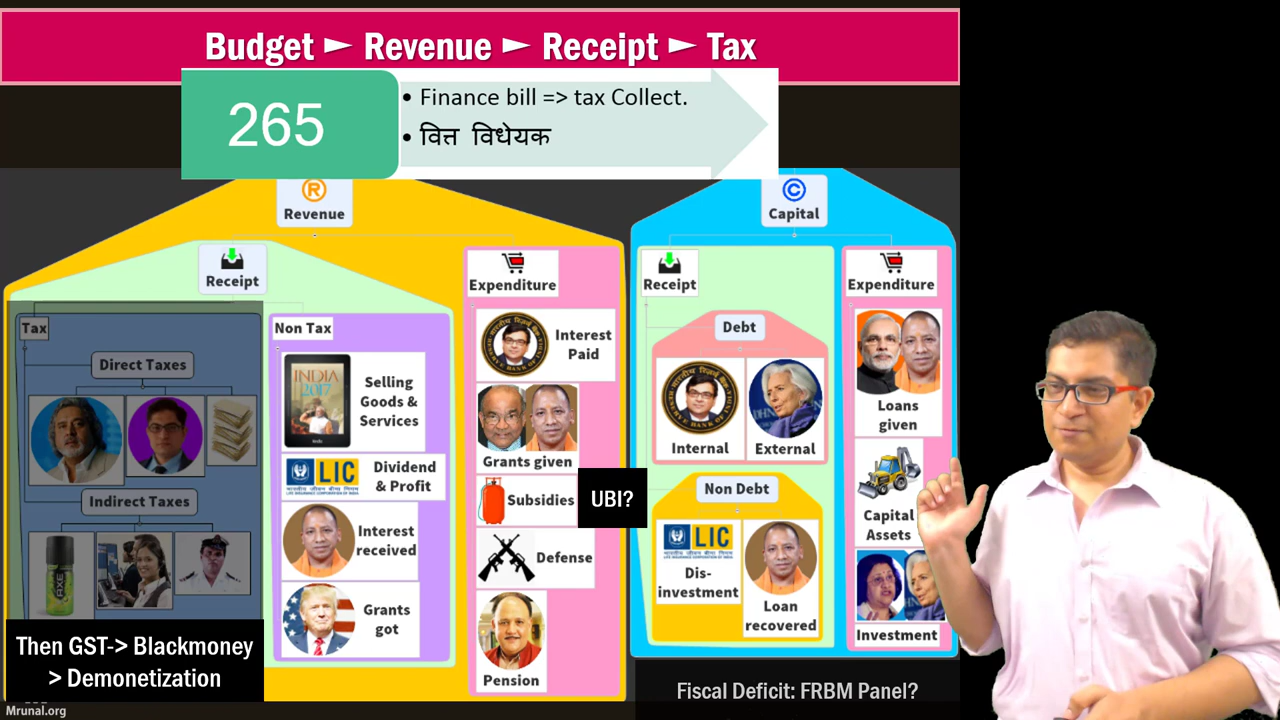 Budget ► Revenue ► Receipt ► Tax
265
• Finance bill => tax Collect.
• वित्त विधेयक
R
Revenue
Receipt
Tax
Direct Taxes
Indirect Taxes
AXE
Then GST-> Blackmoney
> Demonetization
Mrunal.org
Non Tax
INDIA
2017
Selling
Goods &
Services
LIC
Dividend
& Profit
Interest
received
Grants
got
Expenditure
Interest
Paid
Grants given
Subsidies
UBI?
Defense
Pension
C
Capital
Receipt
Debt
Internal
External
Non Debt
LIC
Dis-
investment
Loan
recovered
Expenditure
Loans
given
Capital
Assets
Investment
Fiscal Deficit: FRBM Panel?